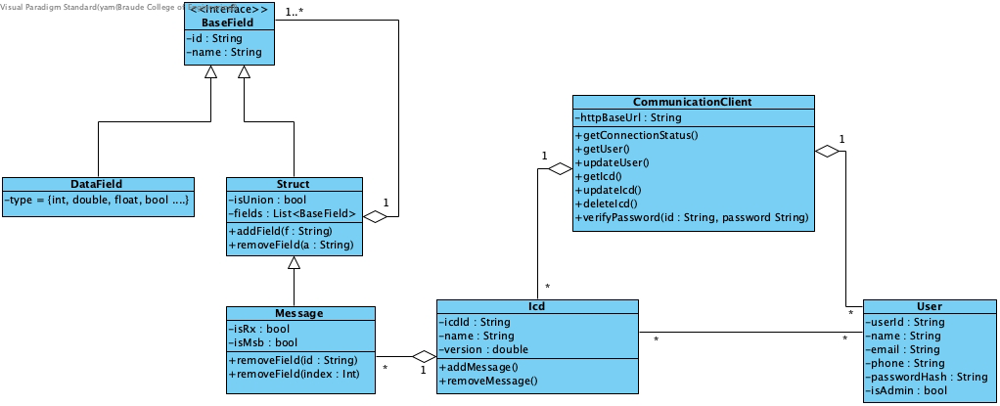 Visual Paradigm Standard(yam(Braude College of
<<Interface>>
BaseField
-id : String
-name : String
1..*
DataField
-type = {int, double, float, bool ....}
Struct
-isUnion : bool
-fields : List<BaseField>
+addField(f : String)
+removeField(a : String)
1
Message
-isRx : bool
-isMsb : bool
+removeField(id : String)
+removeField(index : Int)
*
1
Icd
-icdId : String
-name : String
-version : double
+addMessage()
+removeMessage()
CommunicationClient
-httpBaseUrl : String
+getConnectionStatus()
+getUser()
+updateUser()
+getIcd()
+updateIcd()
+deleteIcd()
+verifyPassword(id : String, password String)
1
*
1
*
*
*
User
-userId : String
-name : String
-email : String
-phone : String
-passwordHash : String
-isAdmin : bool